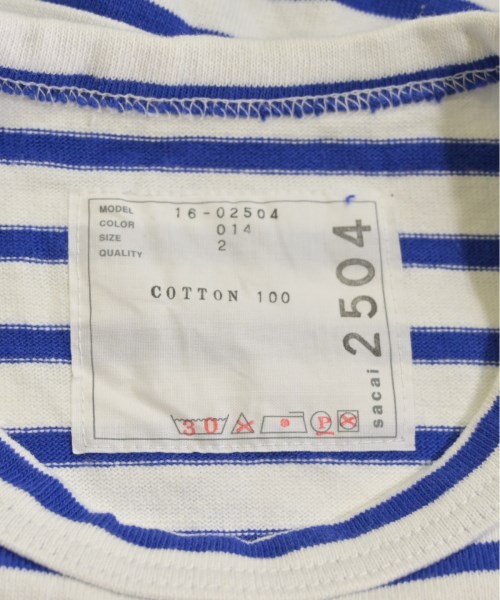 MODEL 16-02504
COLOR 014
SIZE 2
QUALITY
COTTON 100
30
P
sacai 2504